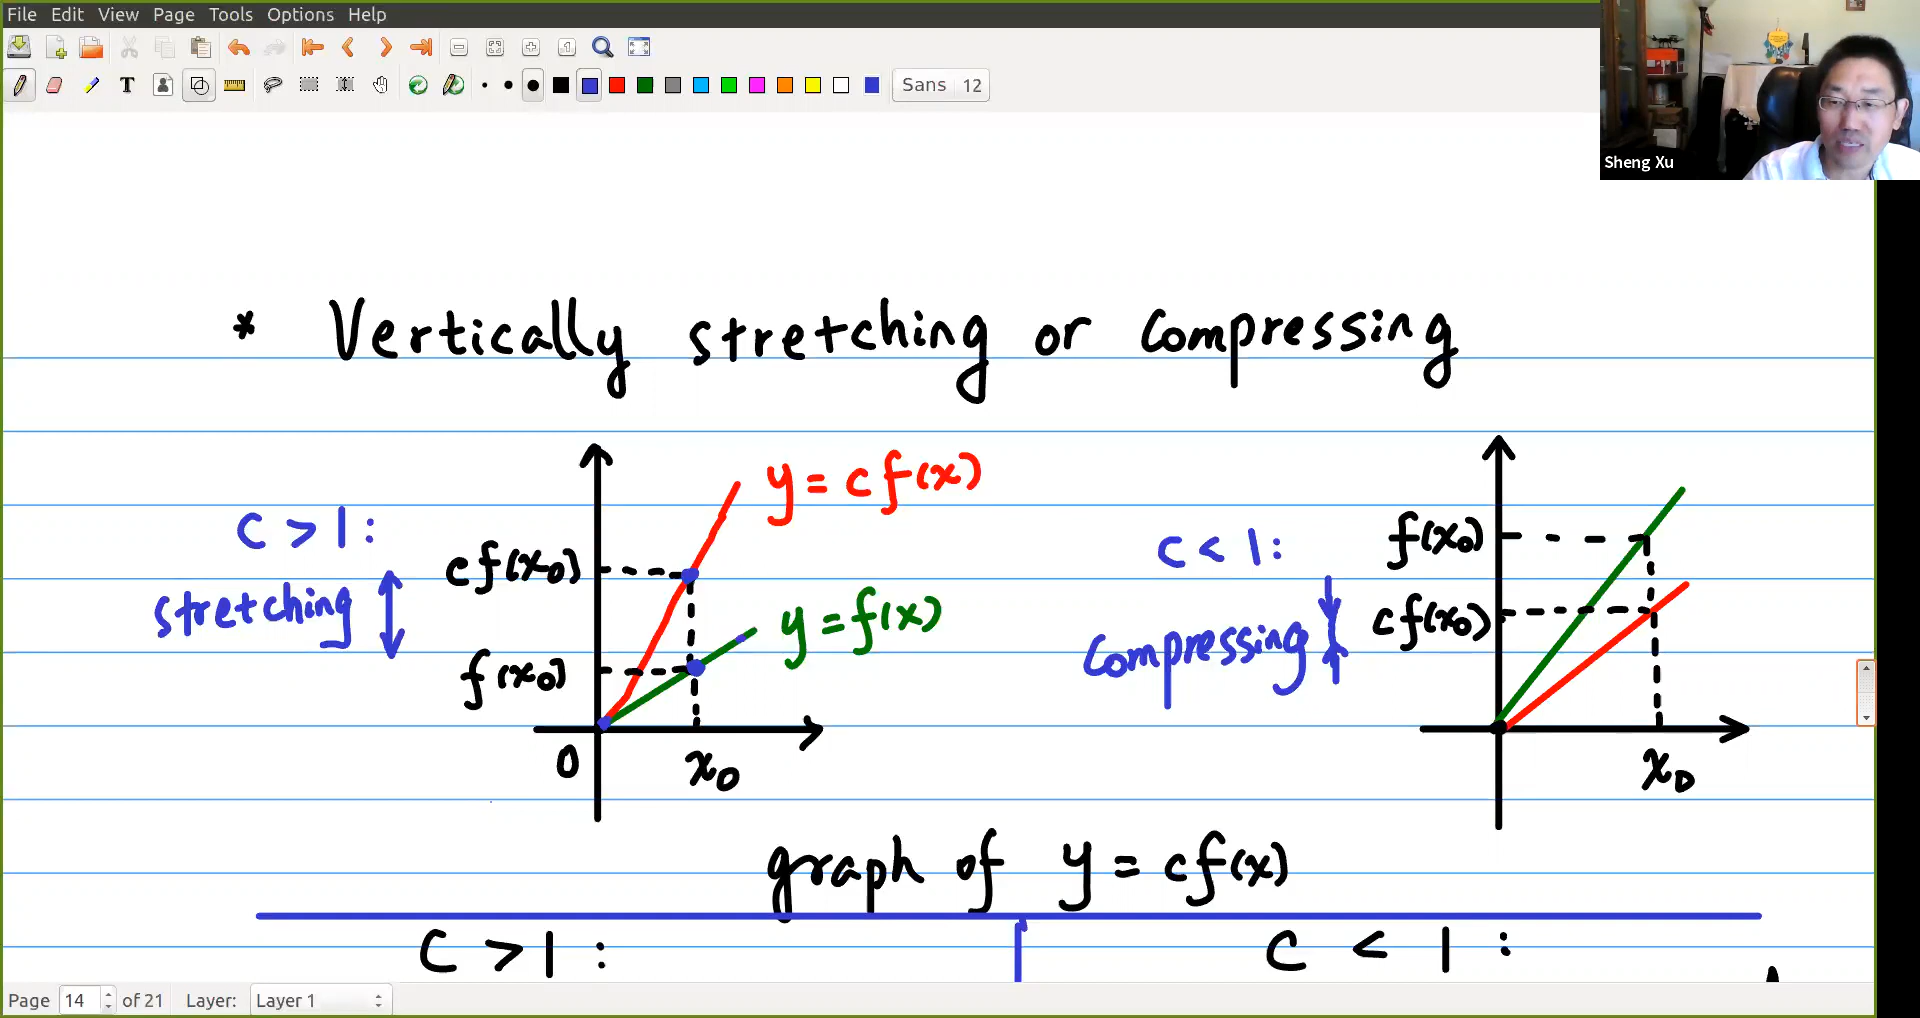 File Edit View Page Tools Options Help
Sans 12
Sheng Xu
* Vertically stretching or compressing
y = cf(x)
c > 1:
cf(x₀)
stretching
y = f(x)
f(x₀)
0
x₀
c < 1:
f(x₀)
cf(x₀)
compressing
x₀
graph of y = cf(x)
C > 1 :
C < 1 :
Page 14 of 21 Layer: Layer 1